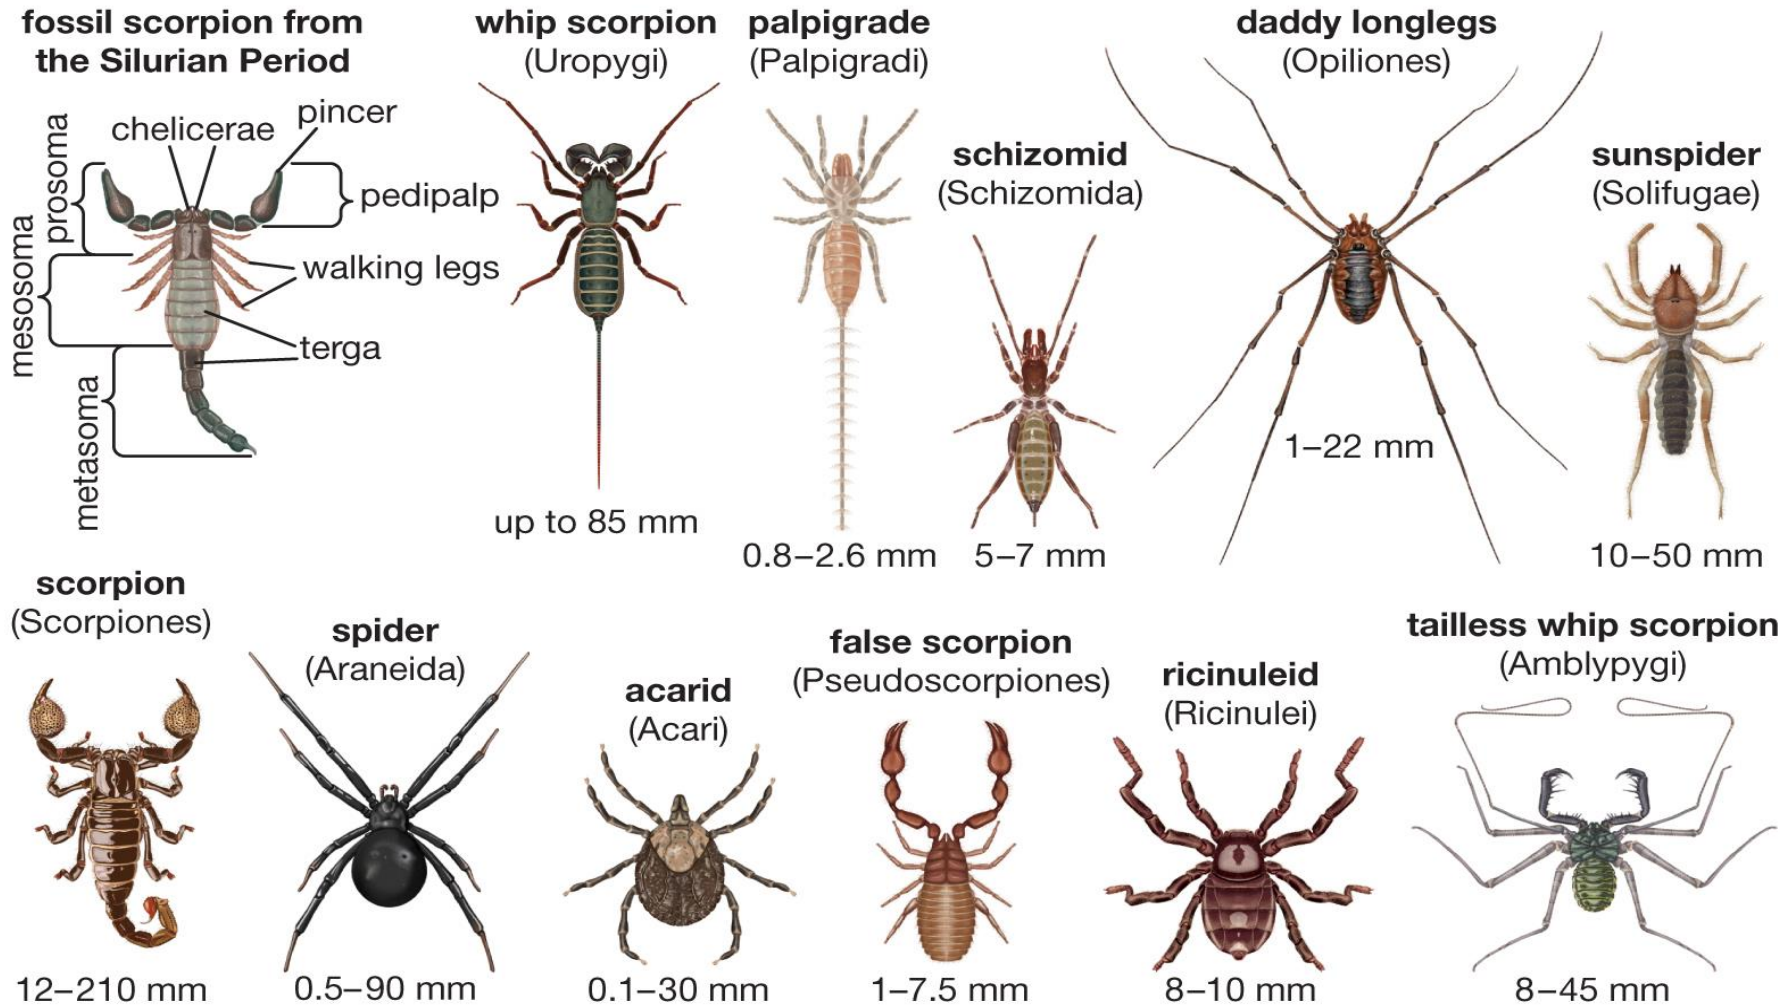 fossil scorpion from
the Silurian Period
chelicerae
pincer
prosoma
pedipalp
mesosoma
walking legs
terga
metasoma
whip scorpion
(Uropygi)
up to 85 mm
palpigrade
(Palpigradi)
0.8–2.6 mm
schizomid
(Schizomida)
5–7 mm
daddy longlegs
(Opiliones)
1–22 mm
sunspider
(Solifugae)
10–50 mm
scorpion
(Scorpiones)
12–210 mm
spider
(Araneida)
0.5–90 mm
acarid
(Acari)
0.1–30 mm
false scorpion
(Pseudoscorpiones)
1–7.5 mm
ricinuleid
(Ricinulei)
8–10 mm
tailless whip scorpion
(Amblypygi)
8–45 mm